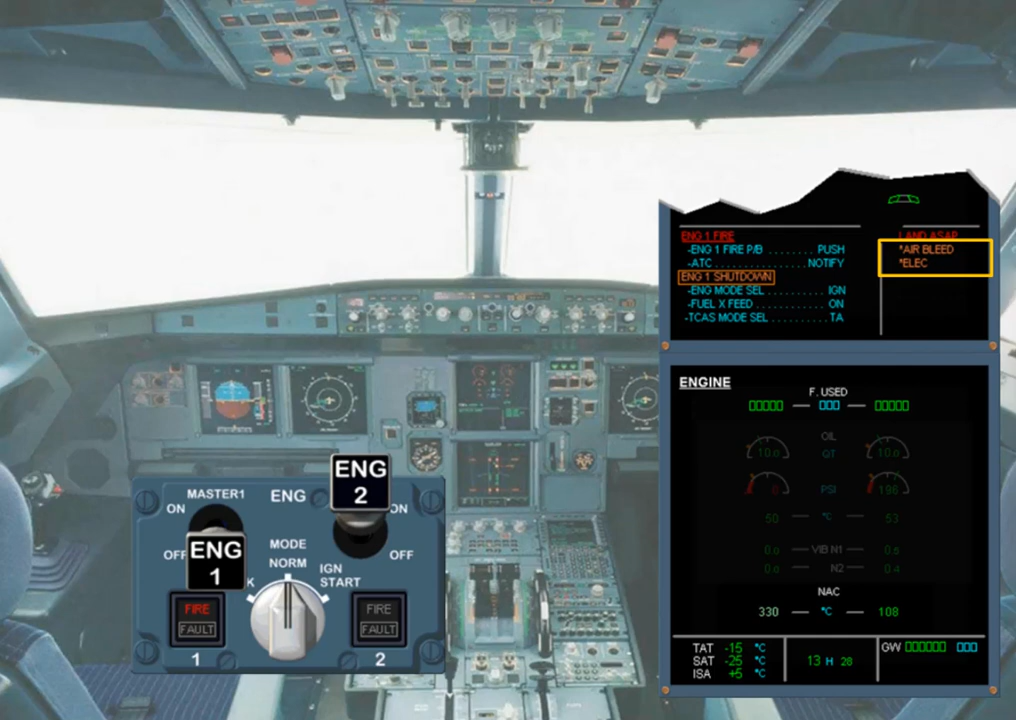 ENG 1 FIRE
LAND ASAP
-ENG 1 FIRE P/B ........ PUSH
*AIR BLEED
-ATC .............. NOTIFY
*ELEC
ENG 1 SHUTDOWN
-ENG MODE SEL .......... IGN
-FUEL X FEED .......... ON
-TCAS MODE SEL .......... TA
ENGINE
F. USED
OIL
10.0 QT 10.0
0 PSI 196
50 — °C — 53
0.0 — VIB N1 — 0.9
0.0 — N2 — 0.4
NAC
330 — °C — 108
TAT -15 °C
SAT -25 °C
ISA +5 °C
13 H 28
GW
MASTER1
ENG
ENG 2
ON
ON
OFF
OFF
ENG 1
MODE
NORM
K
IGN START
FIRE
FAULT
1
FIRE
FAULT
2